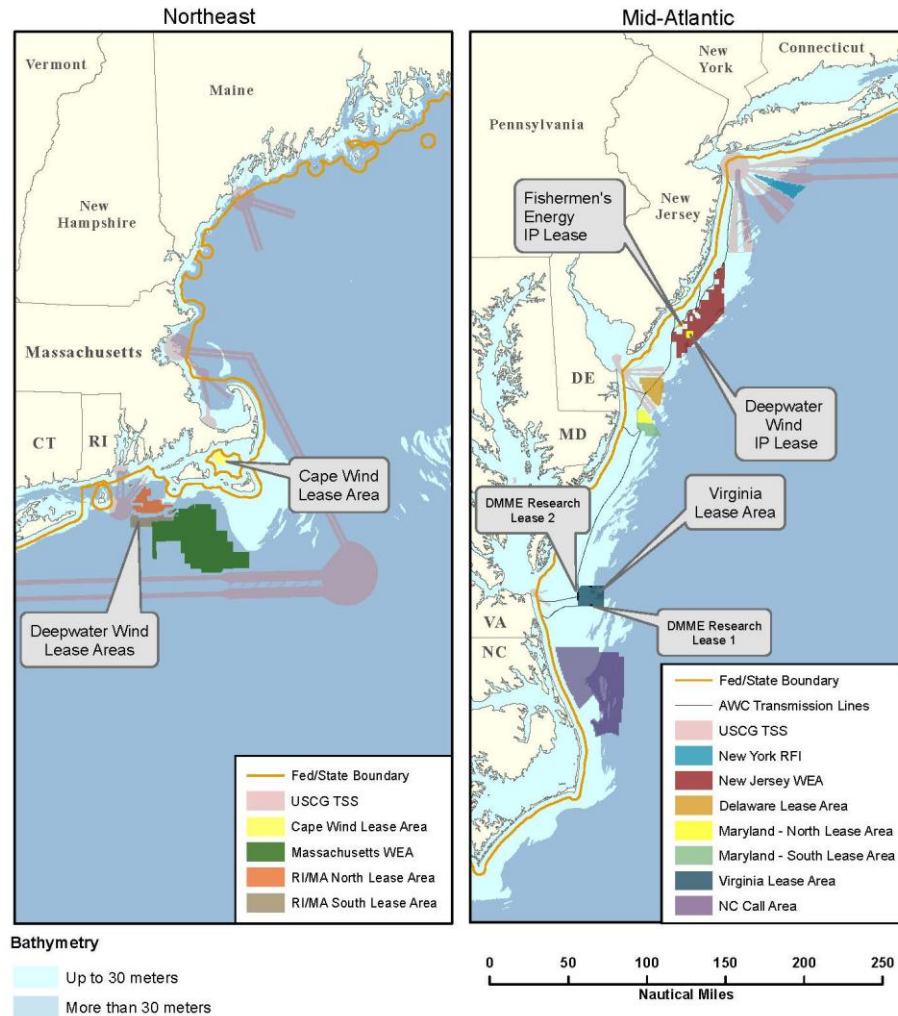 Northeast
Vermont
Maine
New
Hampshire
Massachusetts
CT
RI
Cape Wind
Lease Area
Deepwater Wind
Lease Areas
Fed/State Boundary
USCG TSS
Cape Wind Lease Area
Massachusetts WEA
RI/MA North Lease Area
RI/MA South Lease Area
Mid-Atlantic
New
York
Connecticut
Pennsylvania
Fishermen's
Energy
IP Lease
New
Jersey
DE
MD
Deepwater
Wind
IP Lease
DMME Research
Lease 2
Virginia
Lease Area
VA
NC
DMME Research
Lease 1
Fed/State Boundary
AWC Transmission Lines
USCG TSS
New York RFI
New Jersey WEA
Delaware Lease Area
Maryland - North Lease Area
Maryland - South Lease Area
Virginia Lease Area
NC Call Area
Bathymetry
Up to 30 meters
More than 30 meters
0 50 100 150 200 250
Nautical Miles